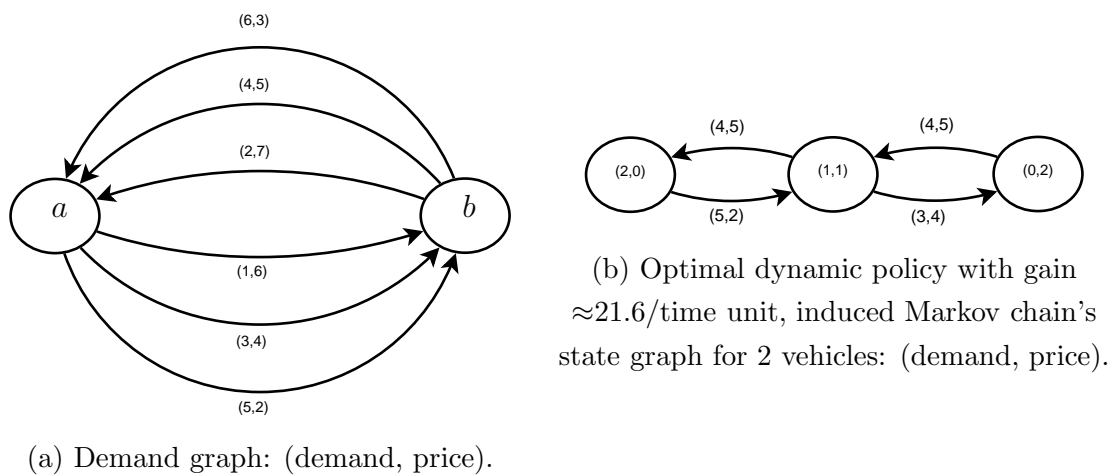 (6,3)
(4,5)
(2,7)
a
b
(1,6)
(3,4)
(5,2)
(a) Demand graph: (demand, price).
(4,5)
(4,5)
(2,0)
(1,1)
(0,2)
(5,2)
(3,4)
(b) Optimal dynamic policy with gain
≈21.6/time unit, induced Markov chain's
state graph for 2 vehicles: (demand, price).